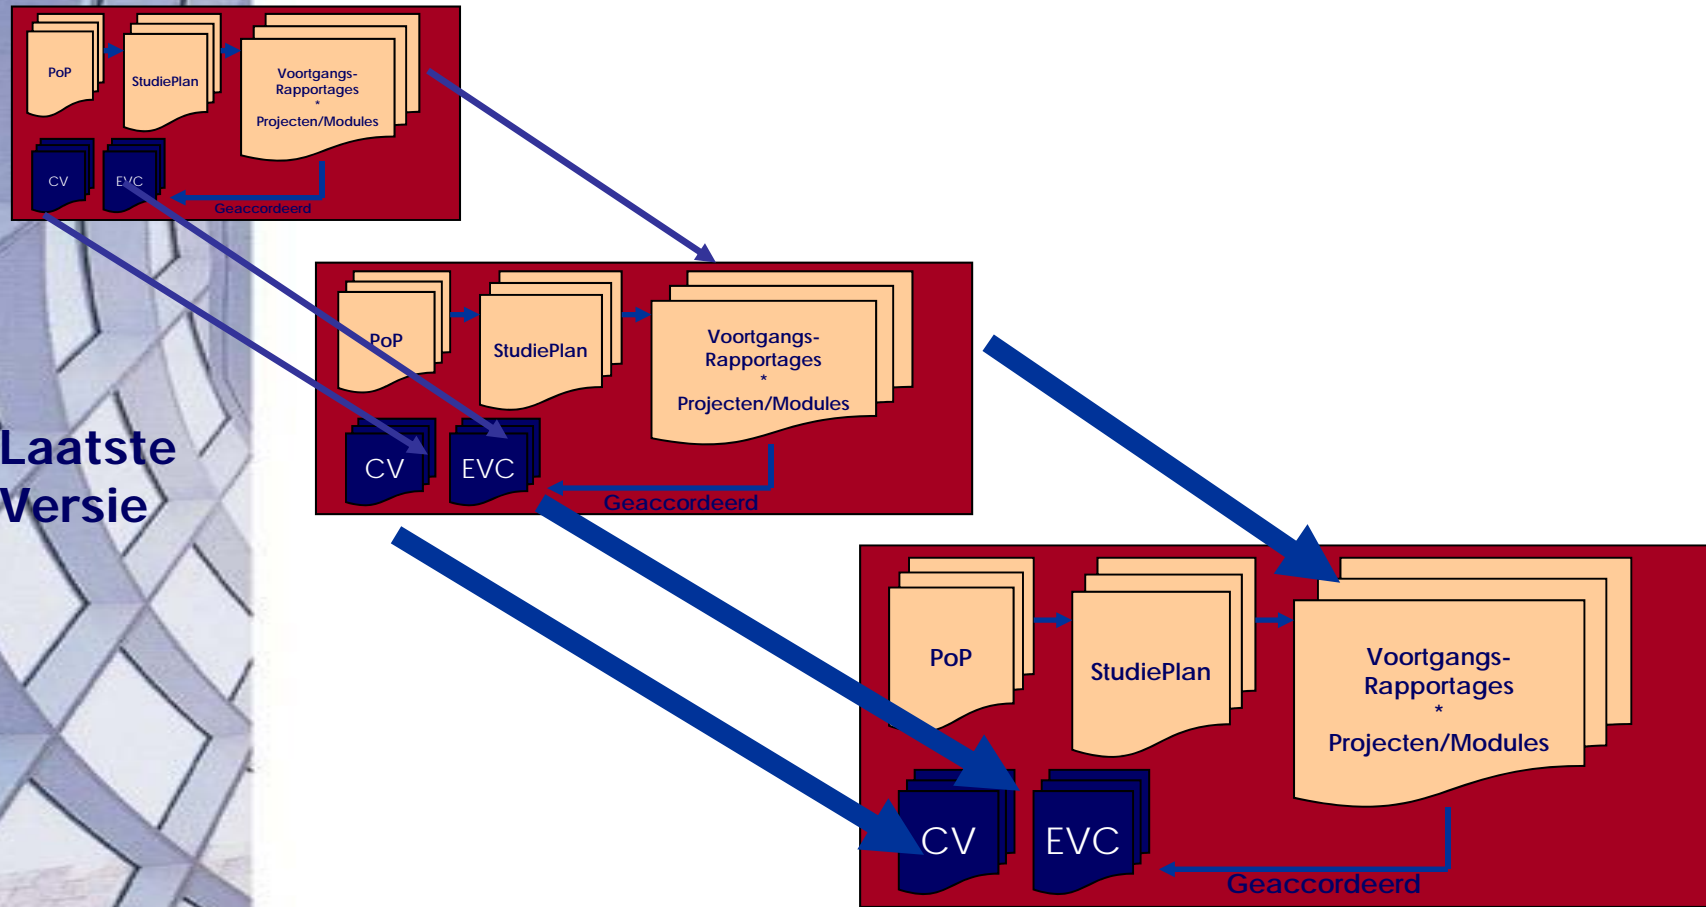 PoP
StudiePlan
Voortgangs-
Rapportages
*
Projecten/Modules
CV
EVC
Geaccordeerd
Laatste
Versie
PoP
StudiePlan
Voortgangs-
Rapportages
*
Projecten/Modules
CV
EVC
Geaccordeerd
PoP
StudiePlan
Voortgangs-
Rapportages
*
Projecten/Modules
CV
EVC
Geaccordeerd